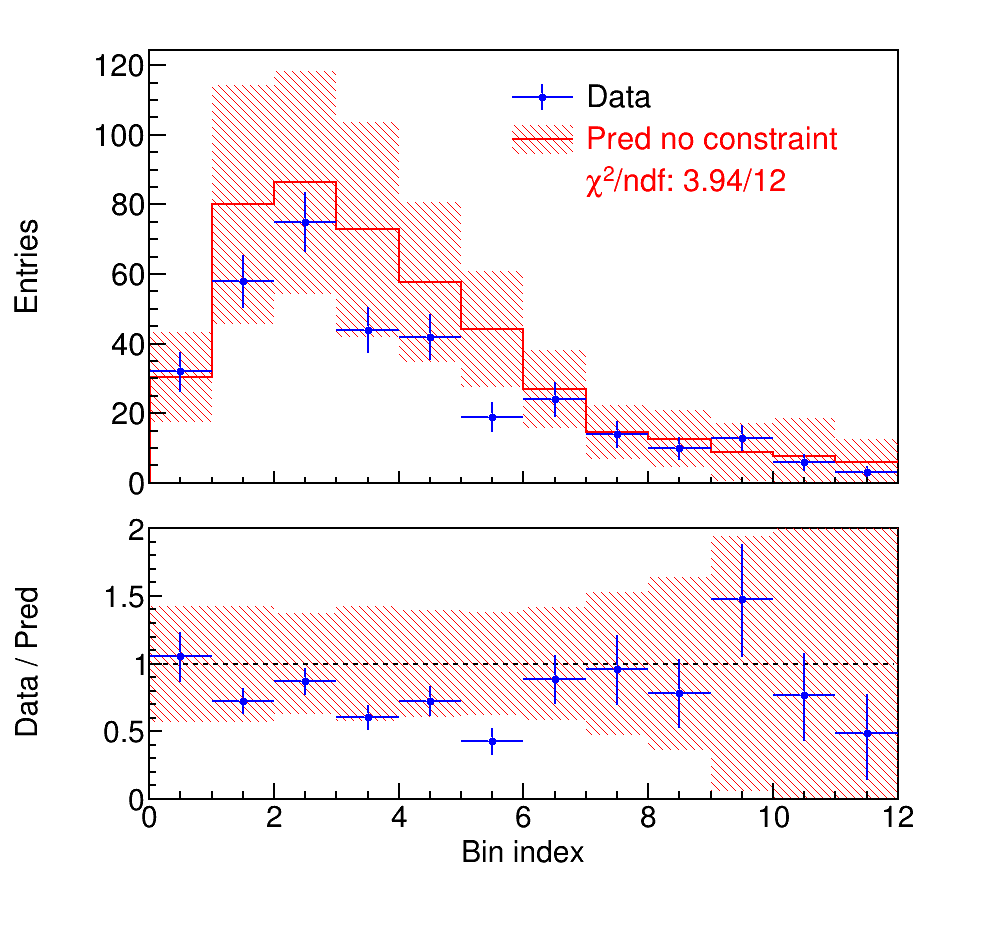 Entries
120
100
80
60
40
20
0
Data
Pred no constraint
χ²/ndf: 3.94/12
Data / Pred
2
1.5
1
0.5
0
0 2 4 6 8 10 12
Bin index